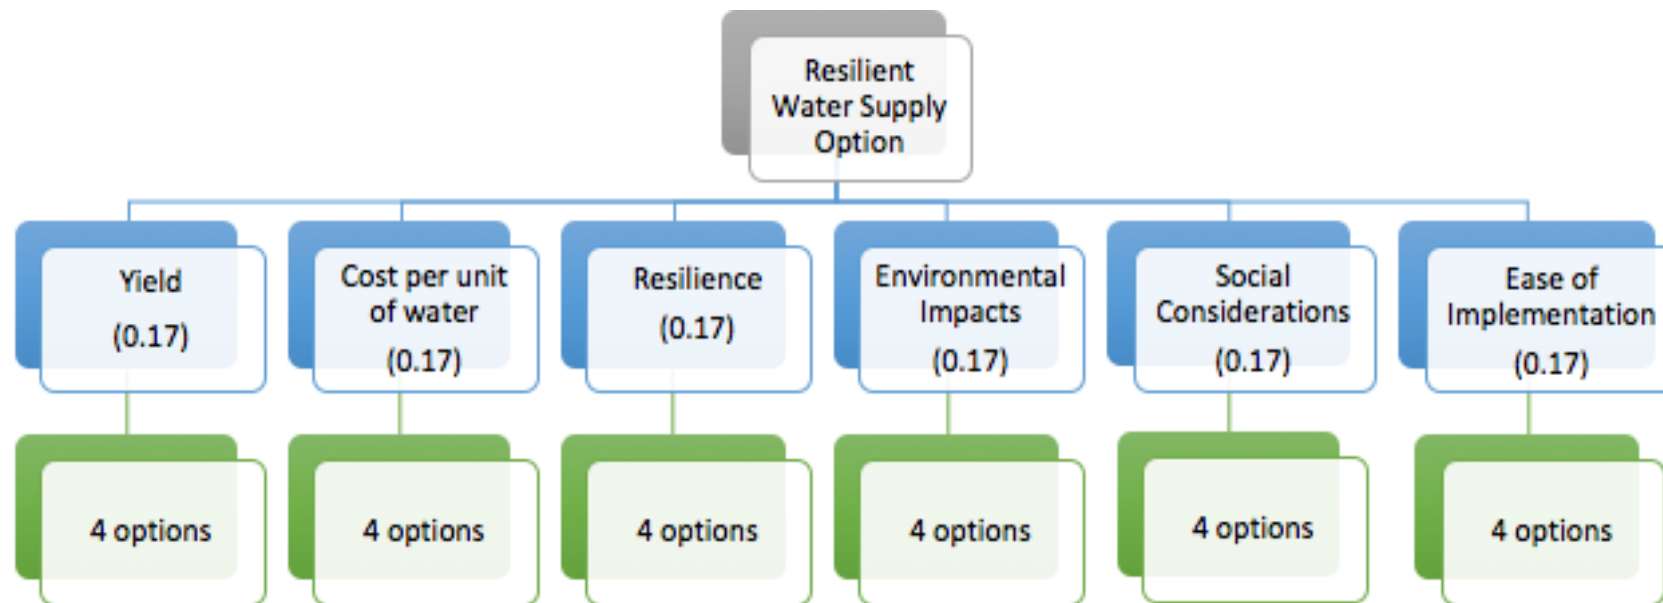 Resilient
Water Supply
Option
Yield
(0.17)
Cost per unit
of water
(0.17)
Resilience
(0.17)
Environmental
Impacts
(0.17)
Social
Considerations
(0.17)
Ease of
Implementation
(0.17)
4 options
4 options
4 options
4 options
4 options
4 options